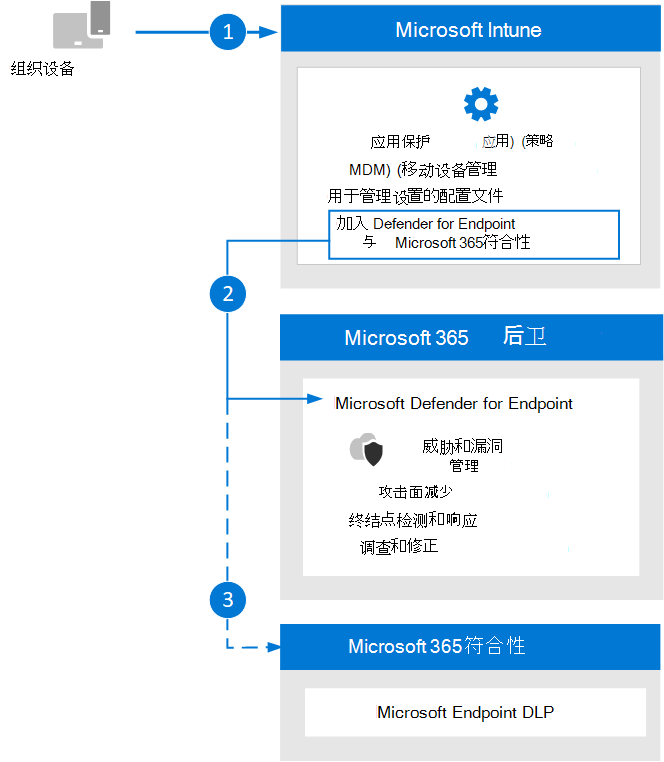 组织设备
1
Microsoft Intune
应用保护 应用) (策略
MDM) (移动设备管理
用于管理设置的配置文件
加入 Defender for Endpoint
与 Microsoft 365符合性
2
Microsoft 365 后卫
Microsoft Defender for Endpoint
威胁和漏洞
管理
攻击面减少
终结点检测和响应
调查和修正
3
Microsoft 365符合性
Microsoft Endpoint DLP